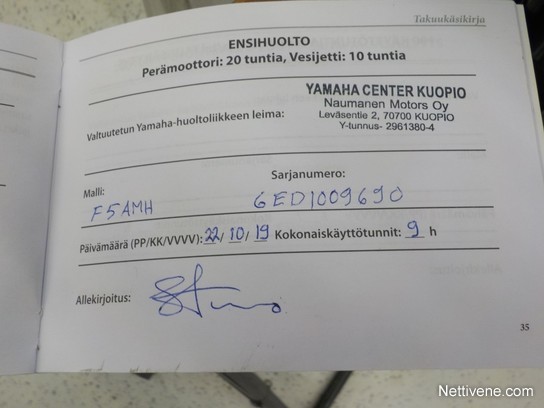 Takuukäsikirja
ENSIHUOLTO
Perämoottori: 20 tuntia, Vesijetti: 10 tuntia
YAMAHA CENTER KUOPIO
Naumanen Motors Oy
Leväsentie 2, 70700 KUOPIO
Y-tunnus- 2961380-4
Valtuutetun Yamaha-huoltoliikkeen leima:
Malli: Sarjanumero:
F5AMH 6ED1009690
Päivämäärä (PP/KK/VVVV): 22/ 10/ 19 Kokonaiskäyttötunnit: 9 h
Allekirjoitus:
35
Nettivene.com